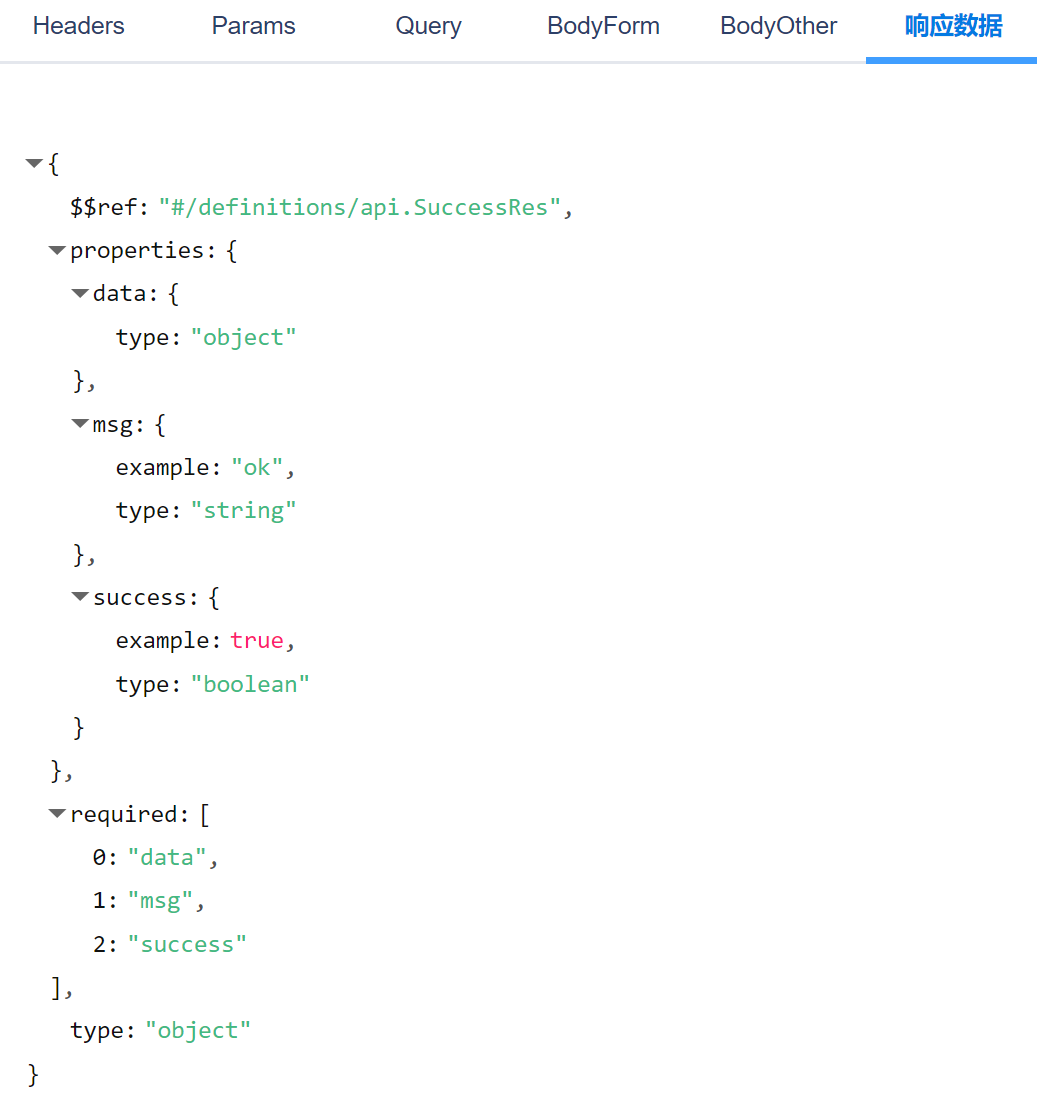 Headers Params Query BodyForm BodyOther 响应数据
{
$$ref: "#/definitions/api.SuccessRes",
properties: {
data: {
type: "object"
},
msg: {
example: "ok",
type: "string"
},
success: {
example: true,
type: "boolean"
}
},
required: [
0: "data",
1: "msg",
2: "success"
],
type: "object"
}